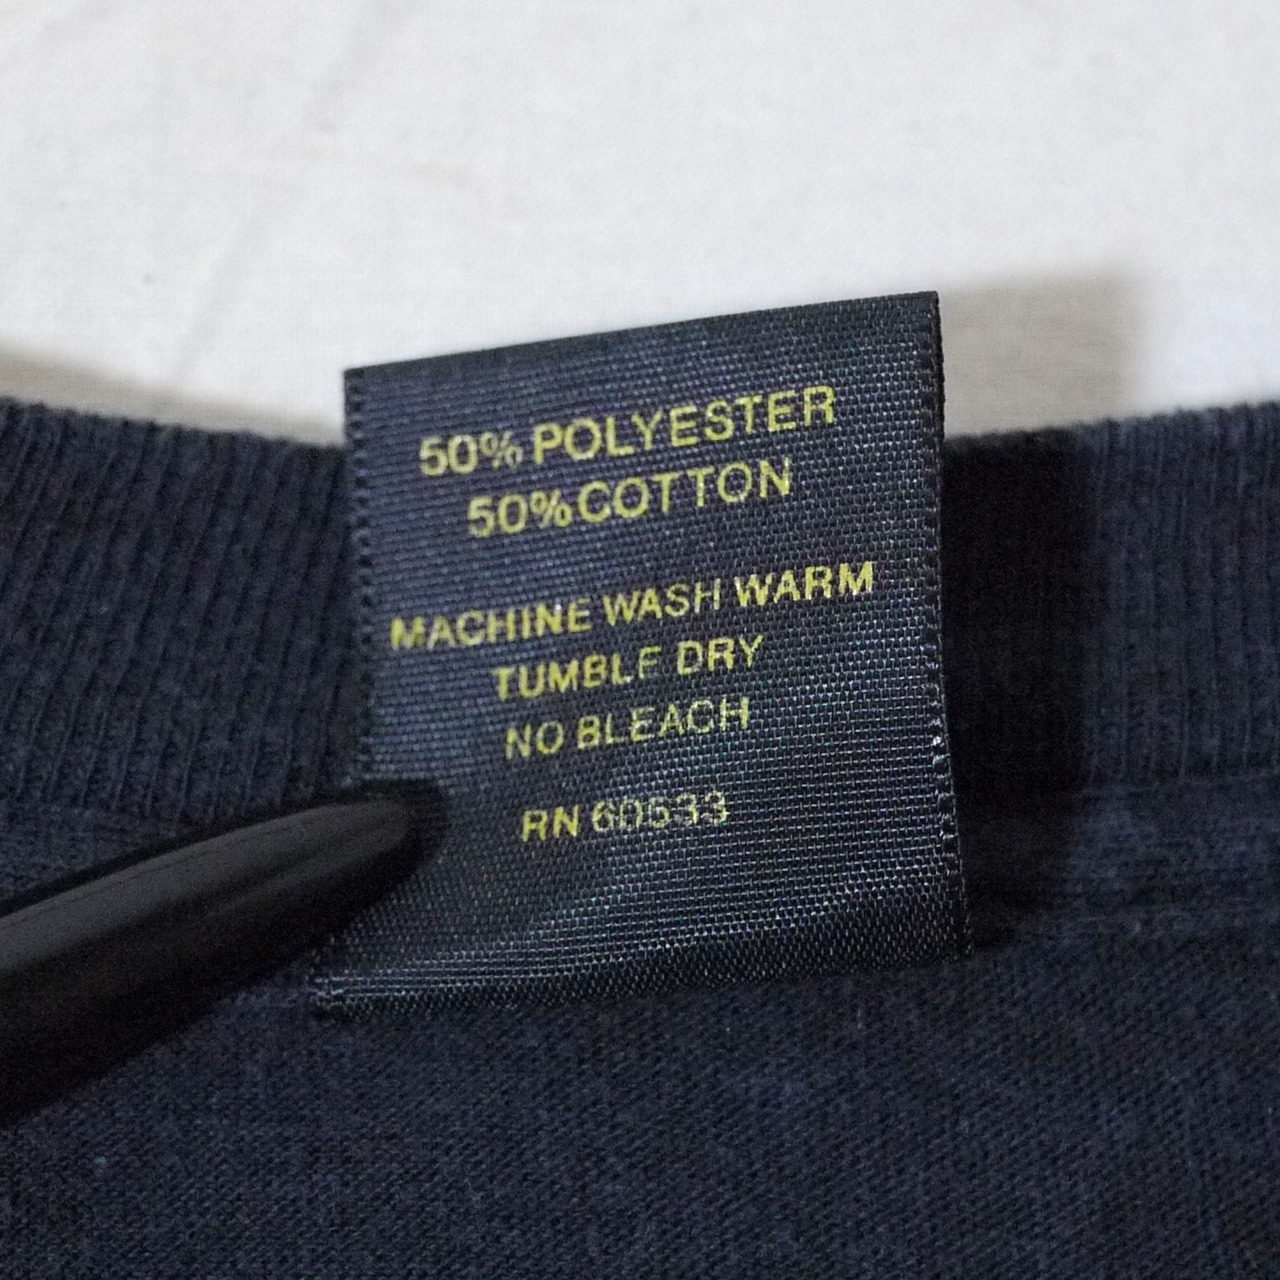 50% POLYESTER
50% COTTON
MACHINE WASH WARM
TUMBLE DRY
NO BLEACH
RN 60533